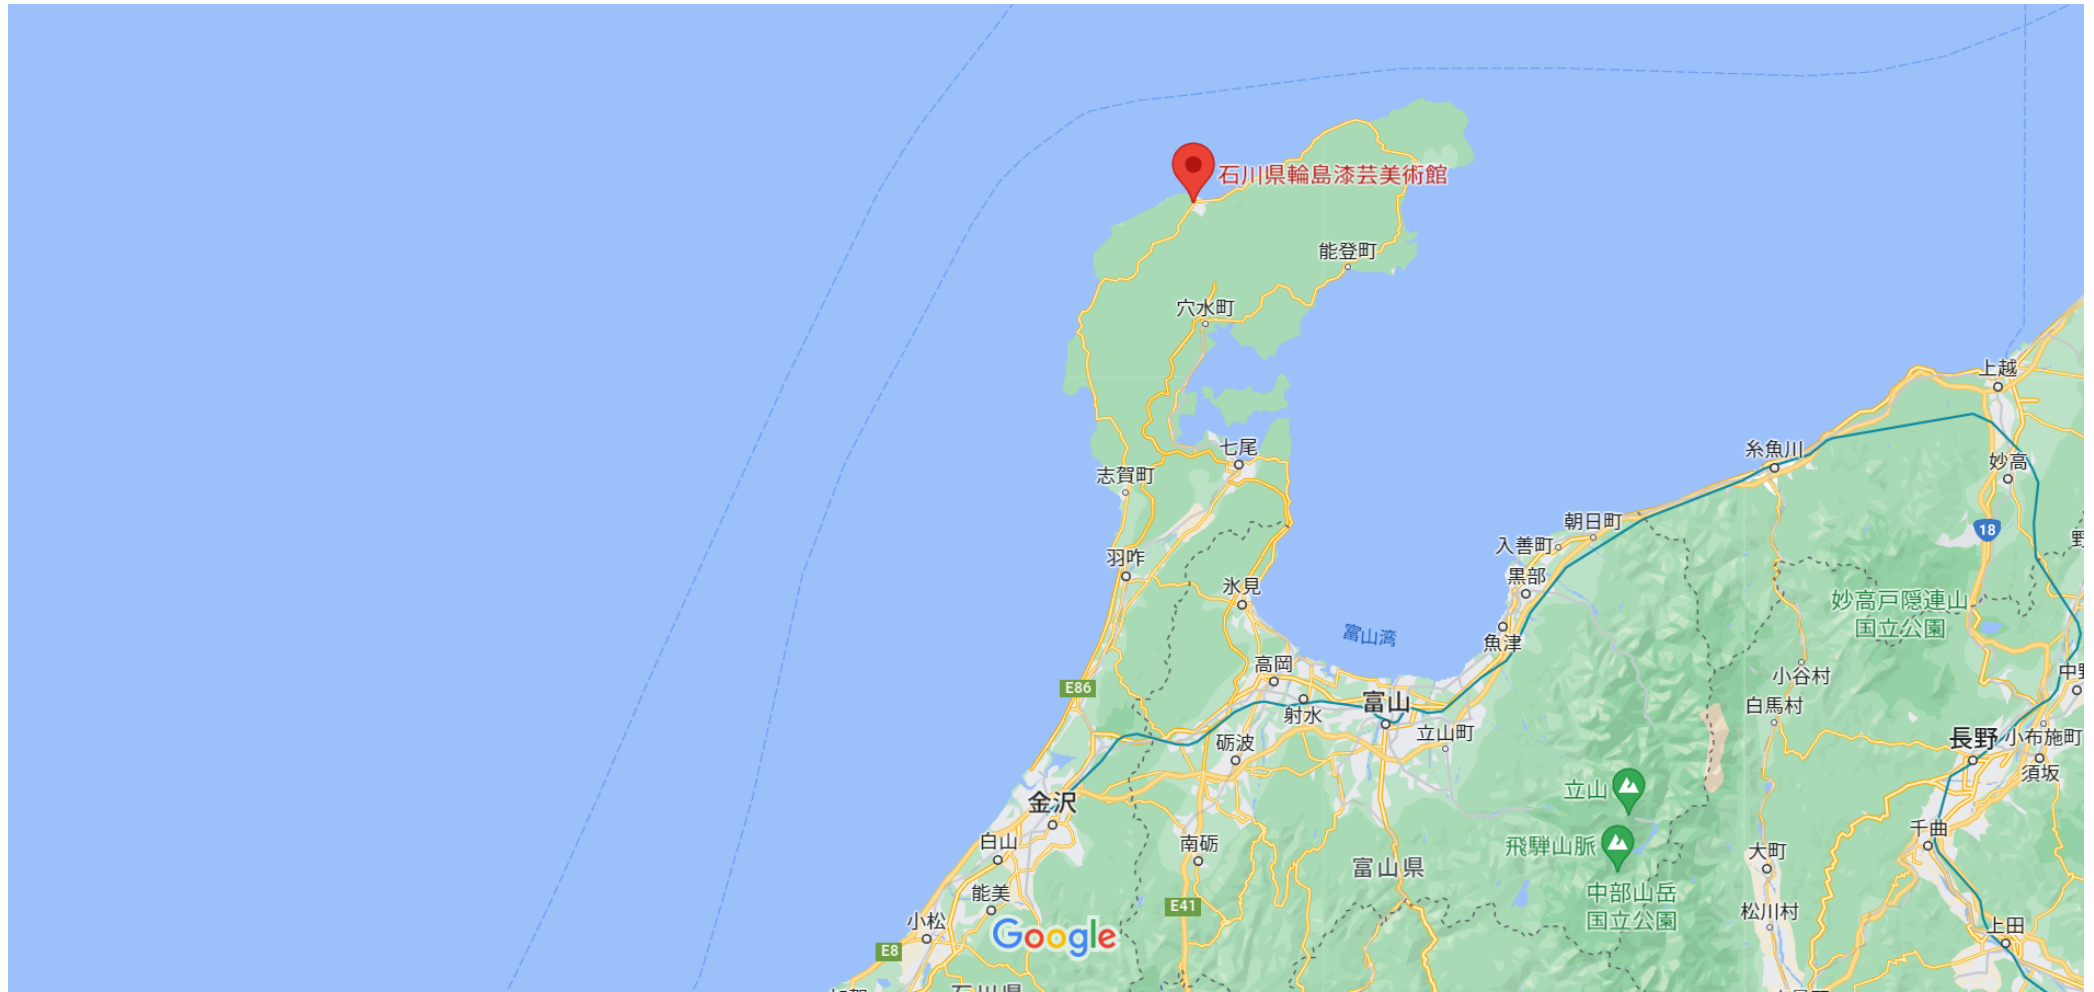 石川県輪島漆芸美術館
能登町
穴水町
上越
七尾
糸魚川
妙高
志賀町
朝日町
18
入善町
羽咋
黒部
氷見
妙高戸隠連山
国立公園
富山湾
魚津
高岡
小谷村
E86
富山
白馬村
射水
立山町
砺波
長野
小布施町
須坂
立山
金沢
千曲
白山
南砺
飛騨山脈
大町
富山県
中部山岳
国立公園
能美
E41
松川村
小松
上田
Google
E8
石川県